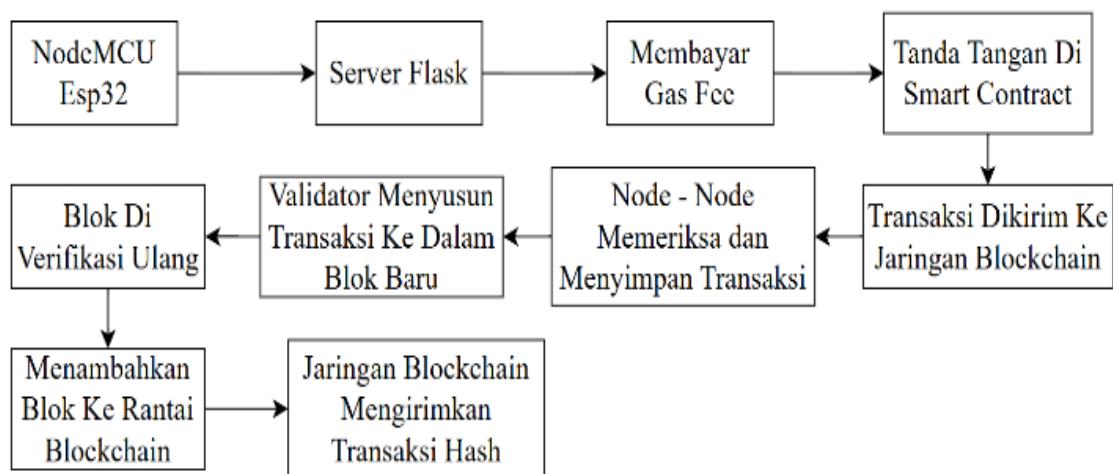 NodeMCU
Esp32
Server Flask
Membayar
Gas Fee
Tanda Tangan Di
Smart Contract
Transaksi Dikirim Ke
Jaringan Blockchain
Node - Node
Memeriksa dan
Menyimpan Transaksi
Validator Menyusun
Transaksi Ke Dalam
Blok Baru
Blok Di
Verifikasi Ulang
Menambahkan
Blok Ke Rantai
Blockchain
Jaringan Blockchain
Mengirimkan
Transaksi Hash